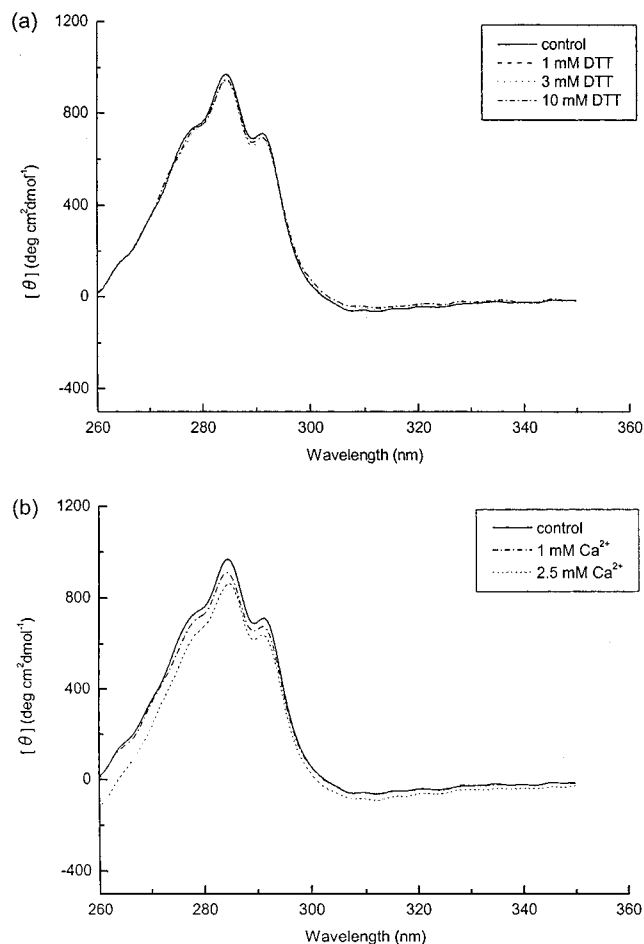 (a)
1200
800
400
0
-400
[θ] (deg cm²dmol⁻¹)
control
1 mM DTT
3 mM DTT
10 mM DTT
260 280 300 320 340 360
Wavelength (nm)
(b)
1200
800
400
0
-400
[θ] (deg cm²dmol⁻¹)
control
1 mM Ca²⁺
2.5 mM Ca²⁺
260 280 300 320 340 360
Wavelength (nm)